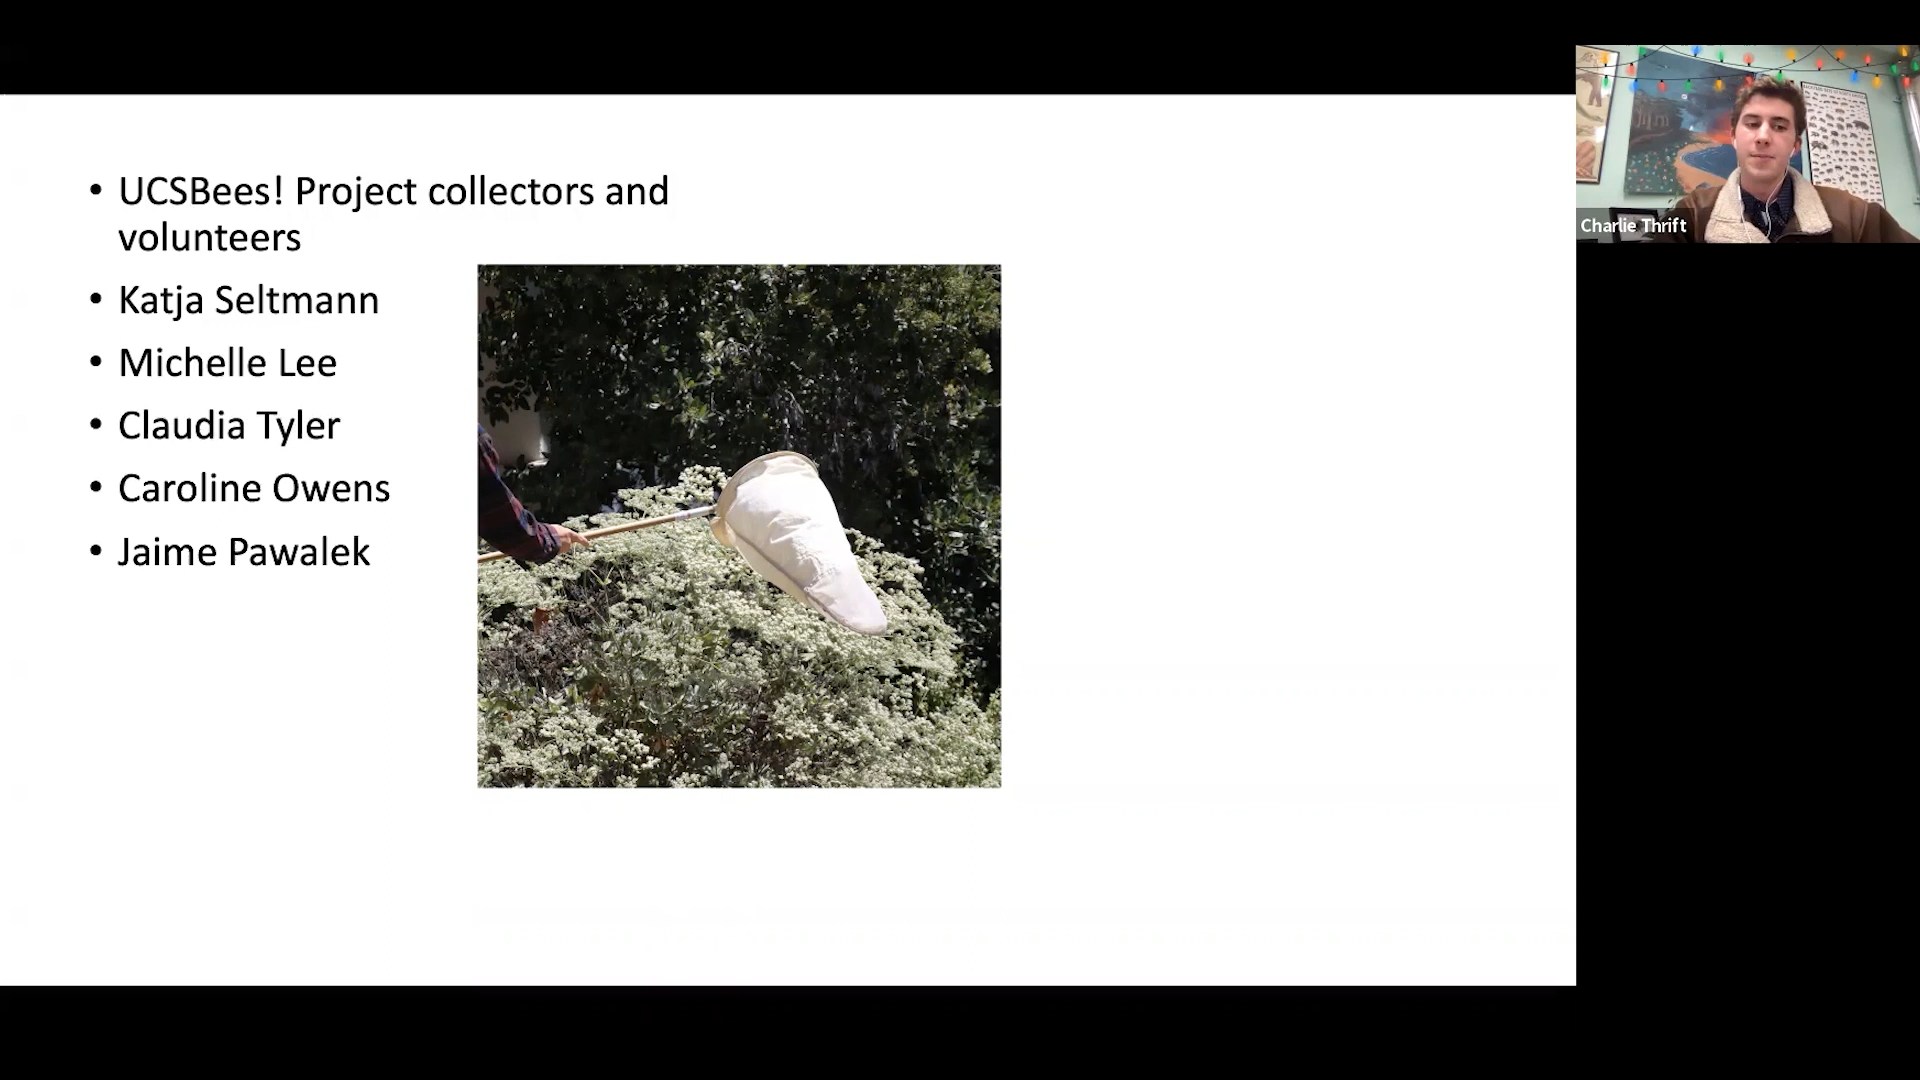 • UCSBees! Project collectors and
volunteers
• Katja Seltmann
• Michelle Lee
• Claudia Tyler
• Caroline Owens
• Jaime Pawalek
Charlie Thrift